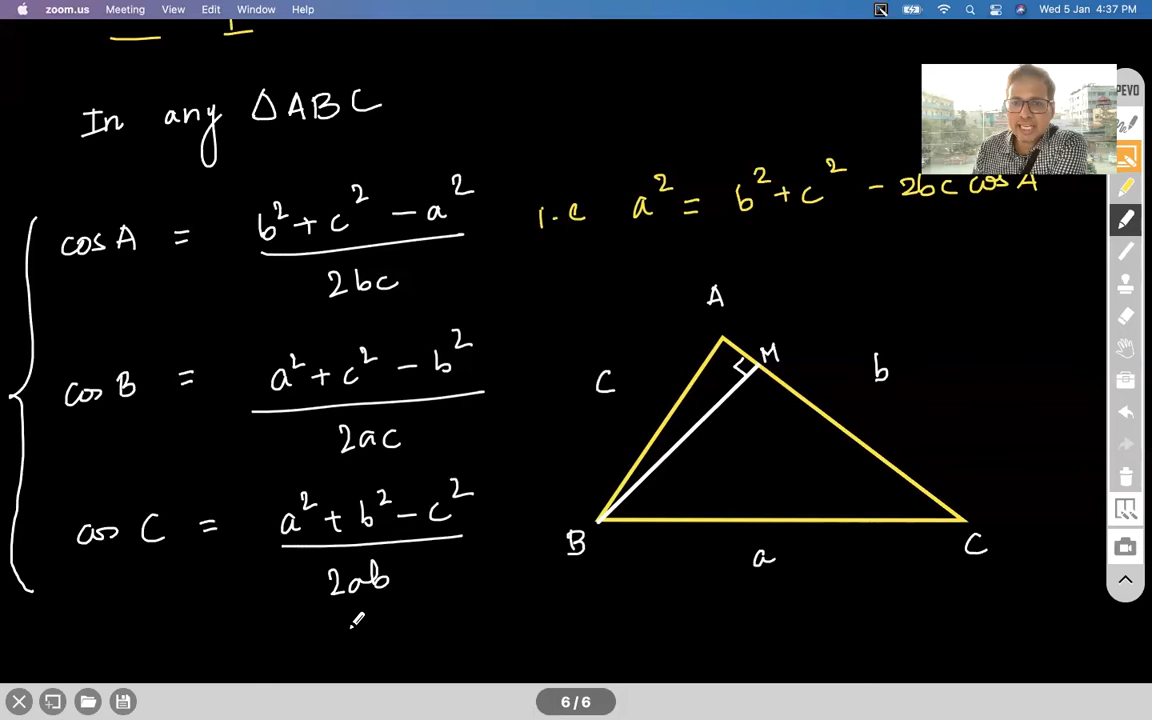 zoom.us Meeting View Edit Window Help Wed 5 Jan 4:37 PM
In any △ABC
EPEVO
cos A = b² + c² − a² / 2bc
i.e a² = b² + c² − 2bc cos A
cos B = a² + c² − b² / 2ac
cos C = a² + b² − c² / 2ab
A
M
c
b
B
a
C
6/6